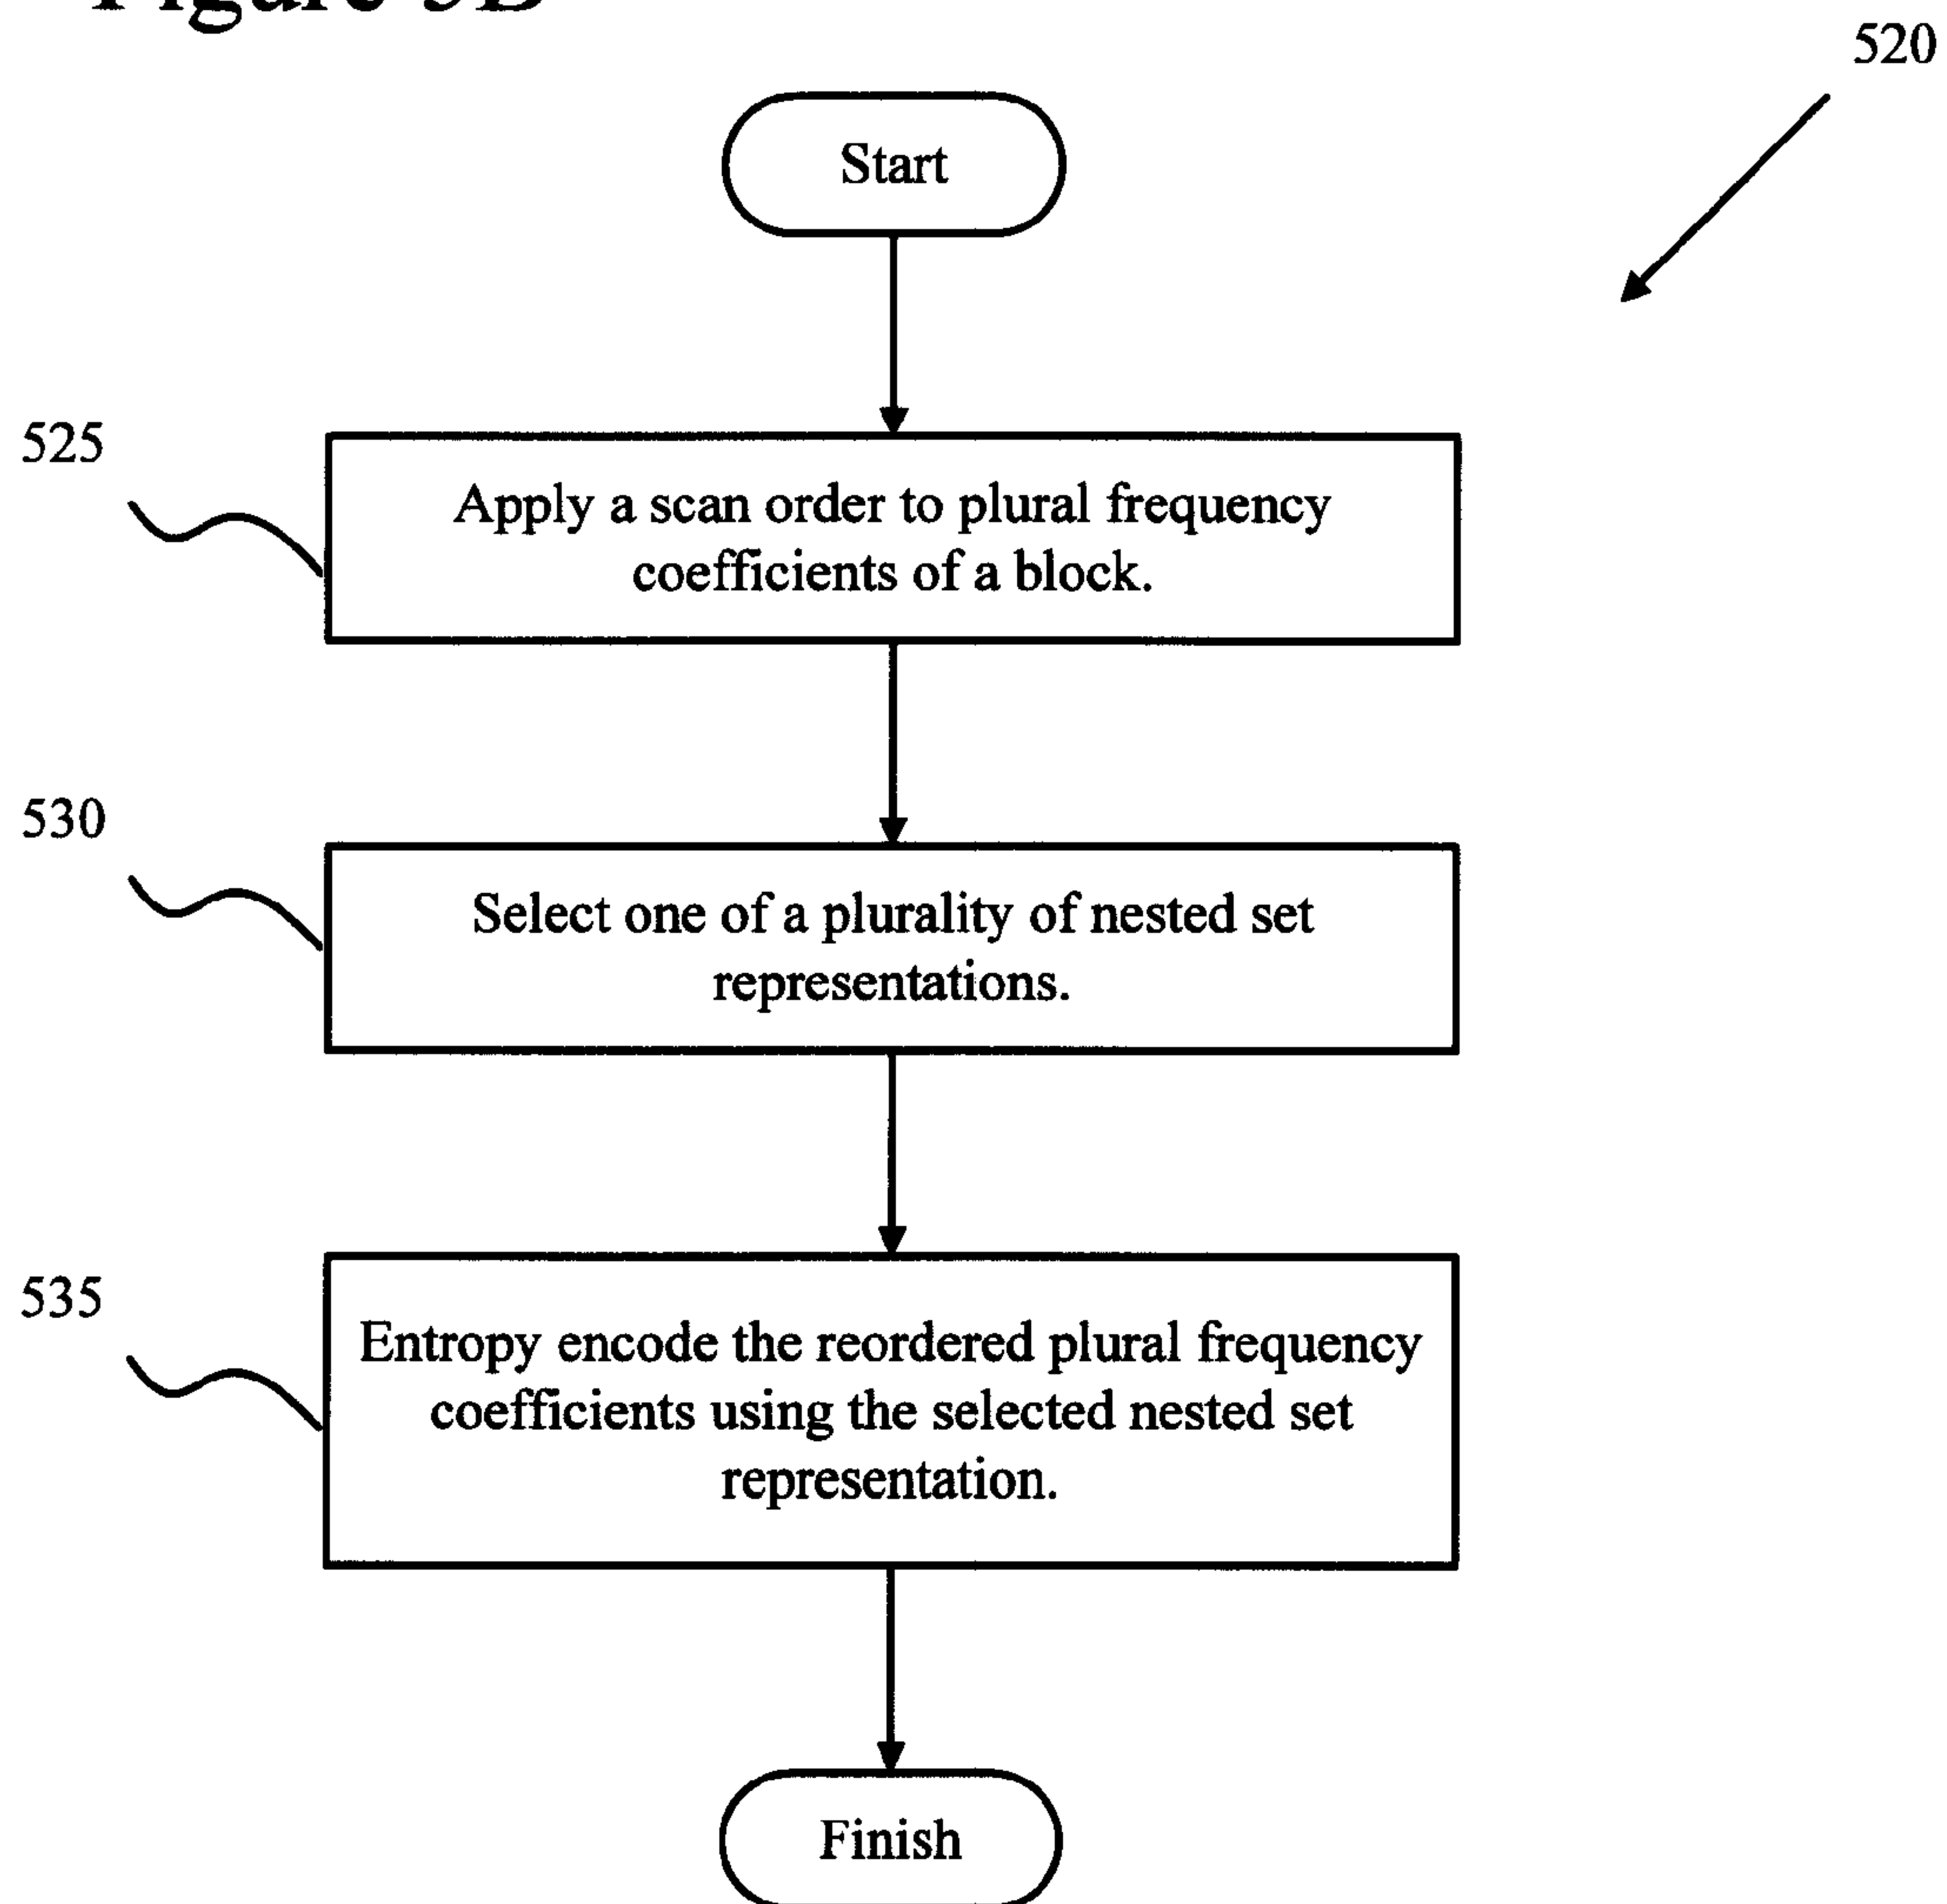 520
Start
525
Apply a scan order to plural frequency
coefficients of a block.
530
Select one of a plurality of nested set
representations.
535
Entropy encode the reordered plural frequency
coefficients using the selected nested set
representation.
Finish